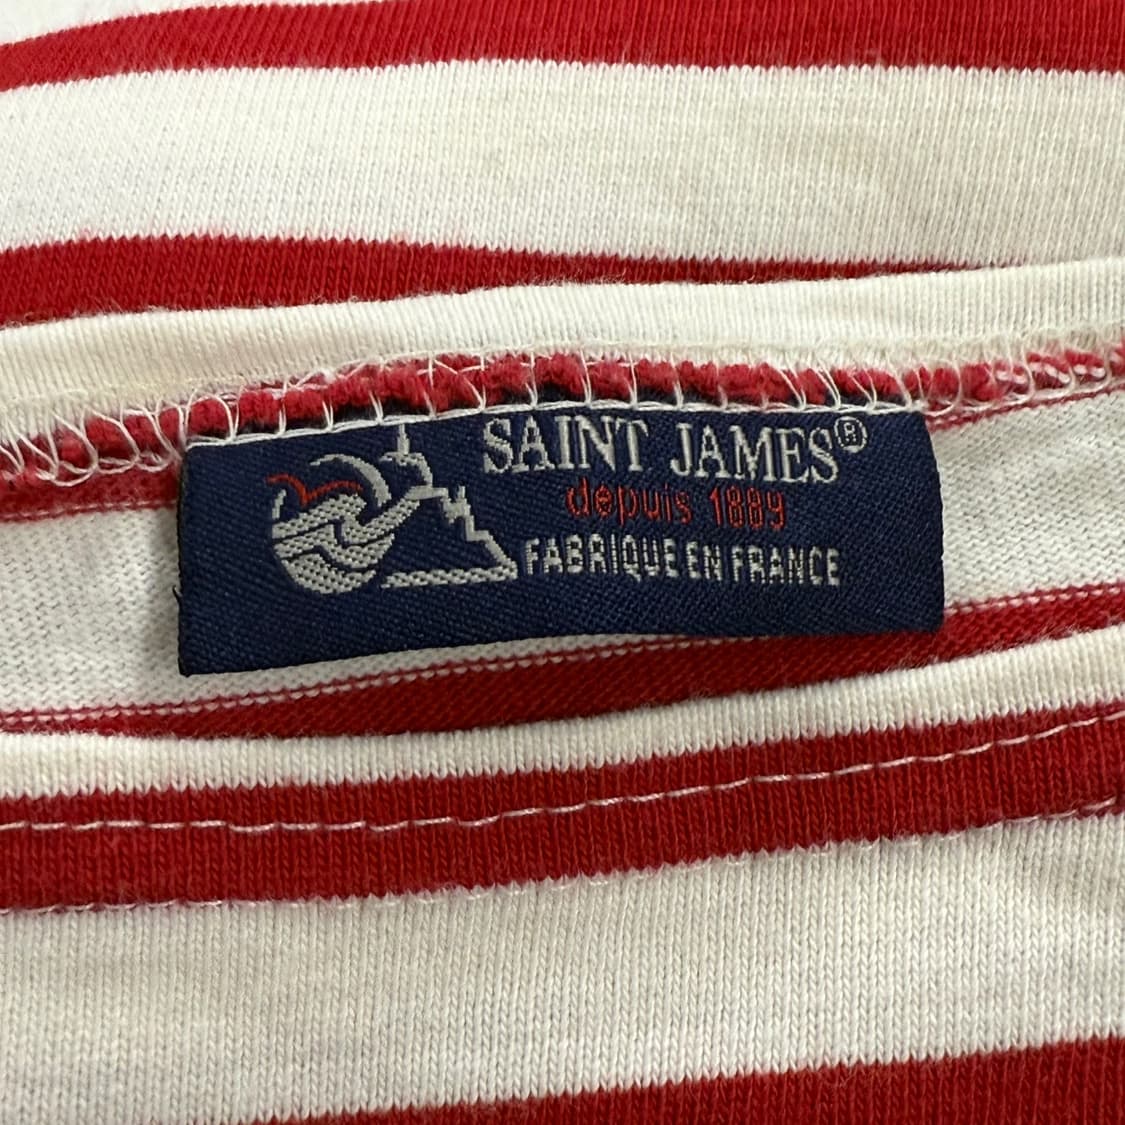 SAINT JAMES®
depuis 1889
FABRIQUE EN FRANCE